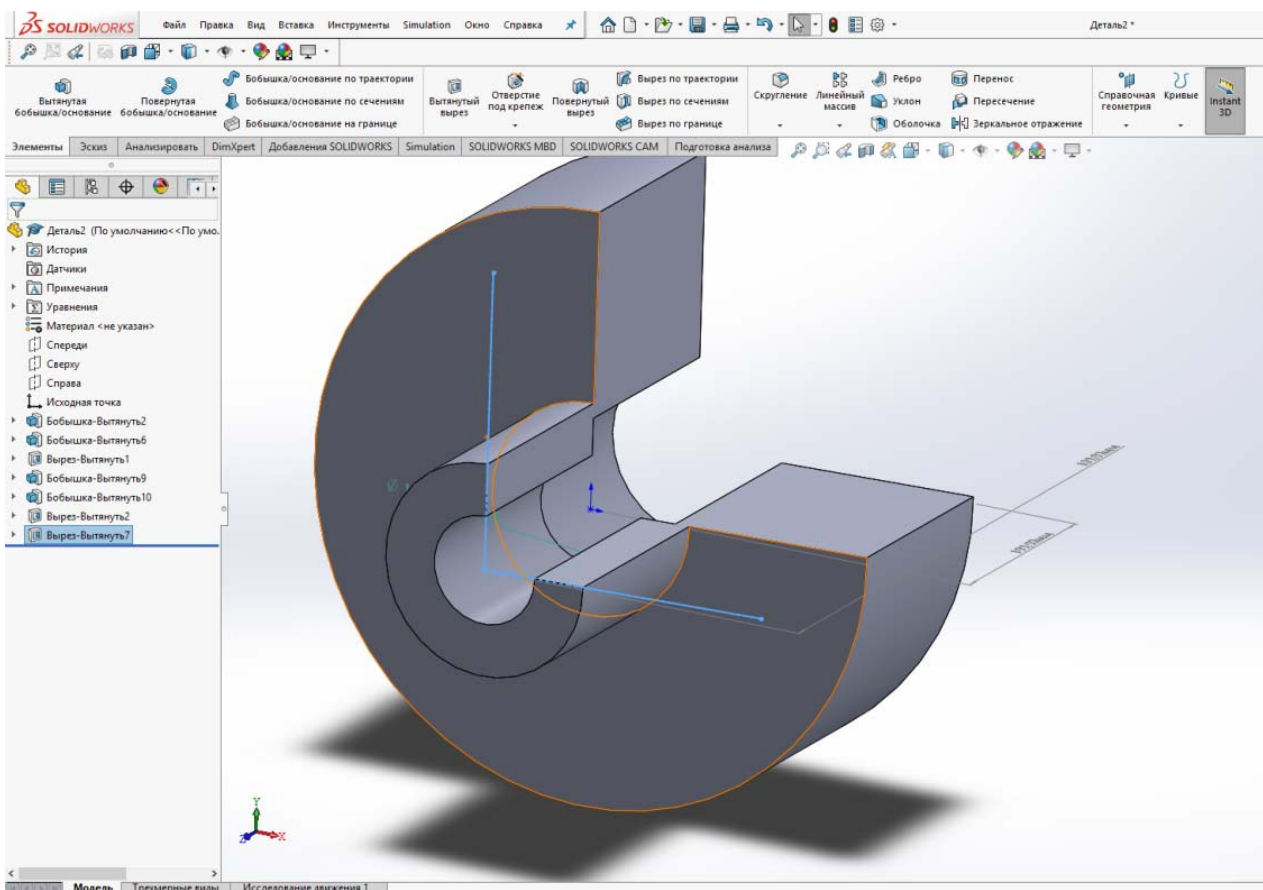 SOLIDWORKS Файл Правка Вид Вставка Инструменты Simulation Окно Справка Деталь2 *
Вытянутая бобышка/основание
Повернутая бобышка/основание
Бобышка/основание по траектории
Бобышка/основание по сечениям
Бобышка/основание на границе
Вытянутый вырез
Отверстие под крепеж
Повернутый вырез
Вырез по траектории
Вырез по сечениям
Вырез по границе
Скругление
Линейный массив
Ребро
Уклон
Оболочка
Перенос
Пересечение
Зеркальное отражение
Справочная геометрия
Кривые
Instant 3D
Элементы Эскиз Анализировать DimXpert Добавления SOLIDWORKS Simulation SOLIDWORKS MBD SOLIDWORKS CAM Подготовка анализа
Деталь2 (По умолчанию<<По умо.
История
Датчики
Примечания
Уравнения
Материал <не указан>
Спереди
Сверху
Справа
Исходная точка
Бобышка-Вытянуть2
Бобышка-Вытянуть6
Вырез-Вытянуть1
Бобышка-Вытянуть9
Бобышка-Вытянуть10
Вырез-Вытянуть2
Вырез-Вытянуть7
Y
Z X
Модель Трехмерные виды Исследование движения 1